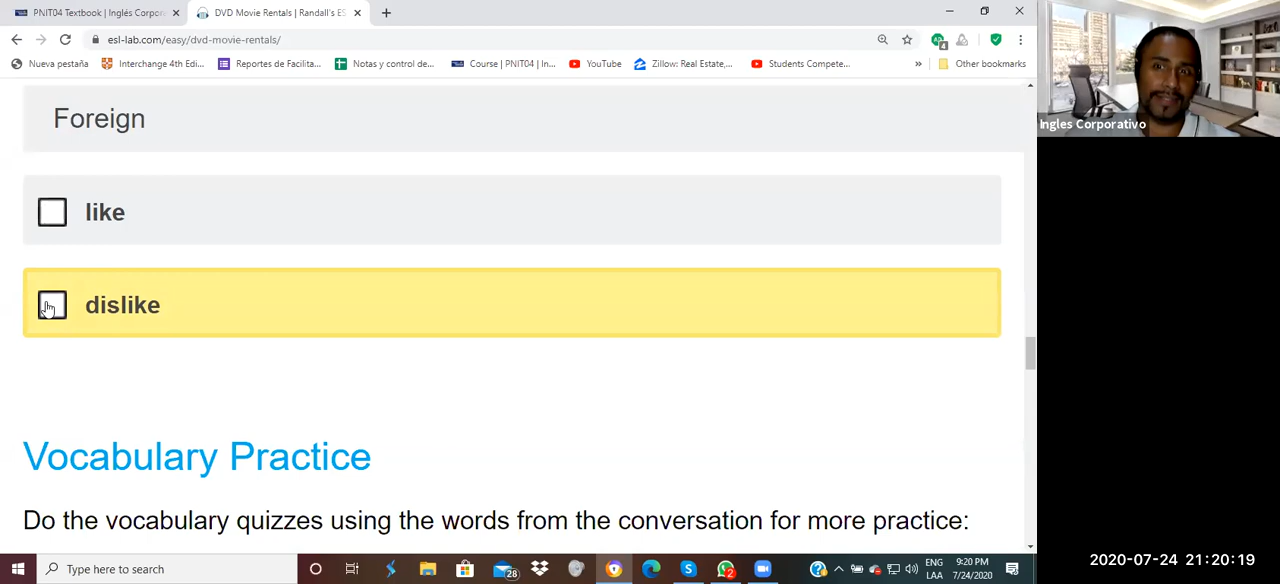 PNIT04 Textbook | Inglés Corpor
DVD Movie Rentals | Randall's ES
esl-lab.com/easy/dvd-movie-rentals/
4
Nueva pestaña
Interchange 4th Edi...
Reportes de Facilita...
Notas y control de...
Course | PNIT04 | In...
YouTube
Zillow: Real Estate,...
Students Compete...
»
Other bookmarks
Foreign
Ingles Corporativo
like
dislike
Vocabulary Practice
Do the vocabulary quizzes using the words from the conversation for more practice:
Type here to search
28
2
ENG
LAA
9:20 PM
7/24/2020
2020-07-24 21:20:19